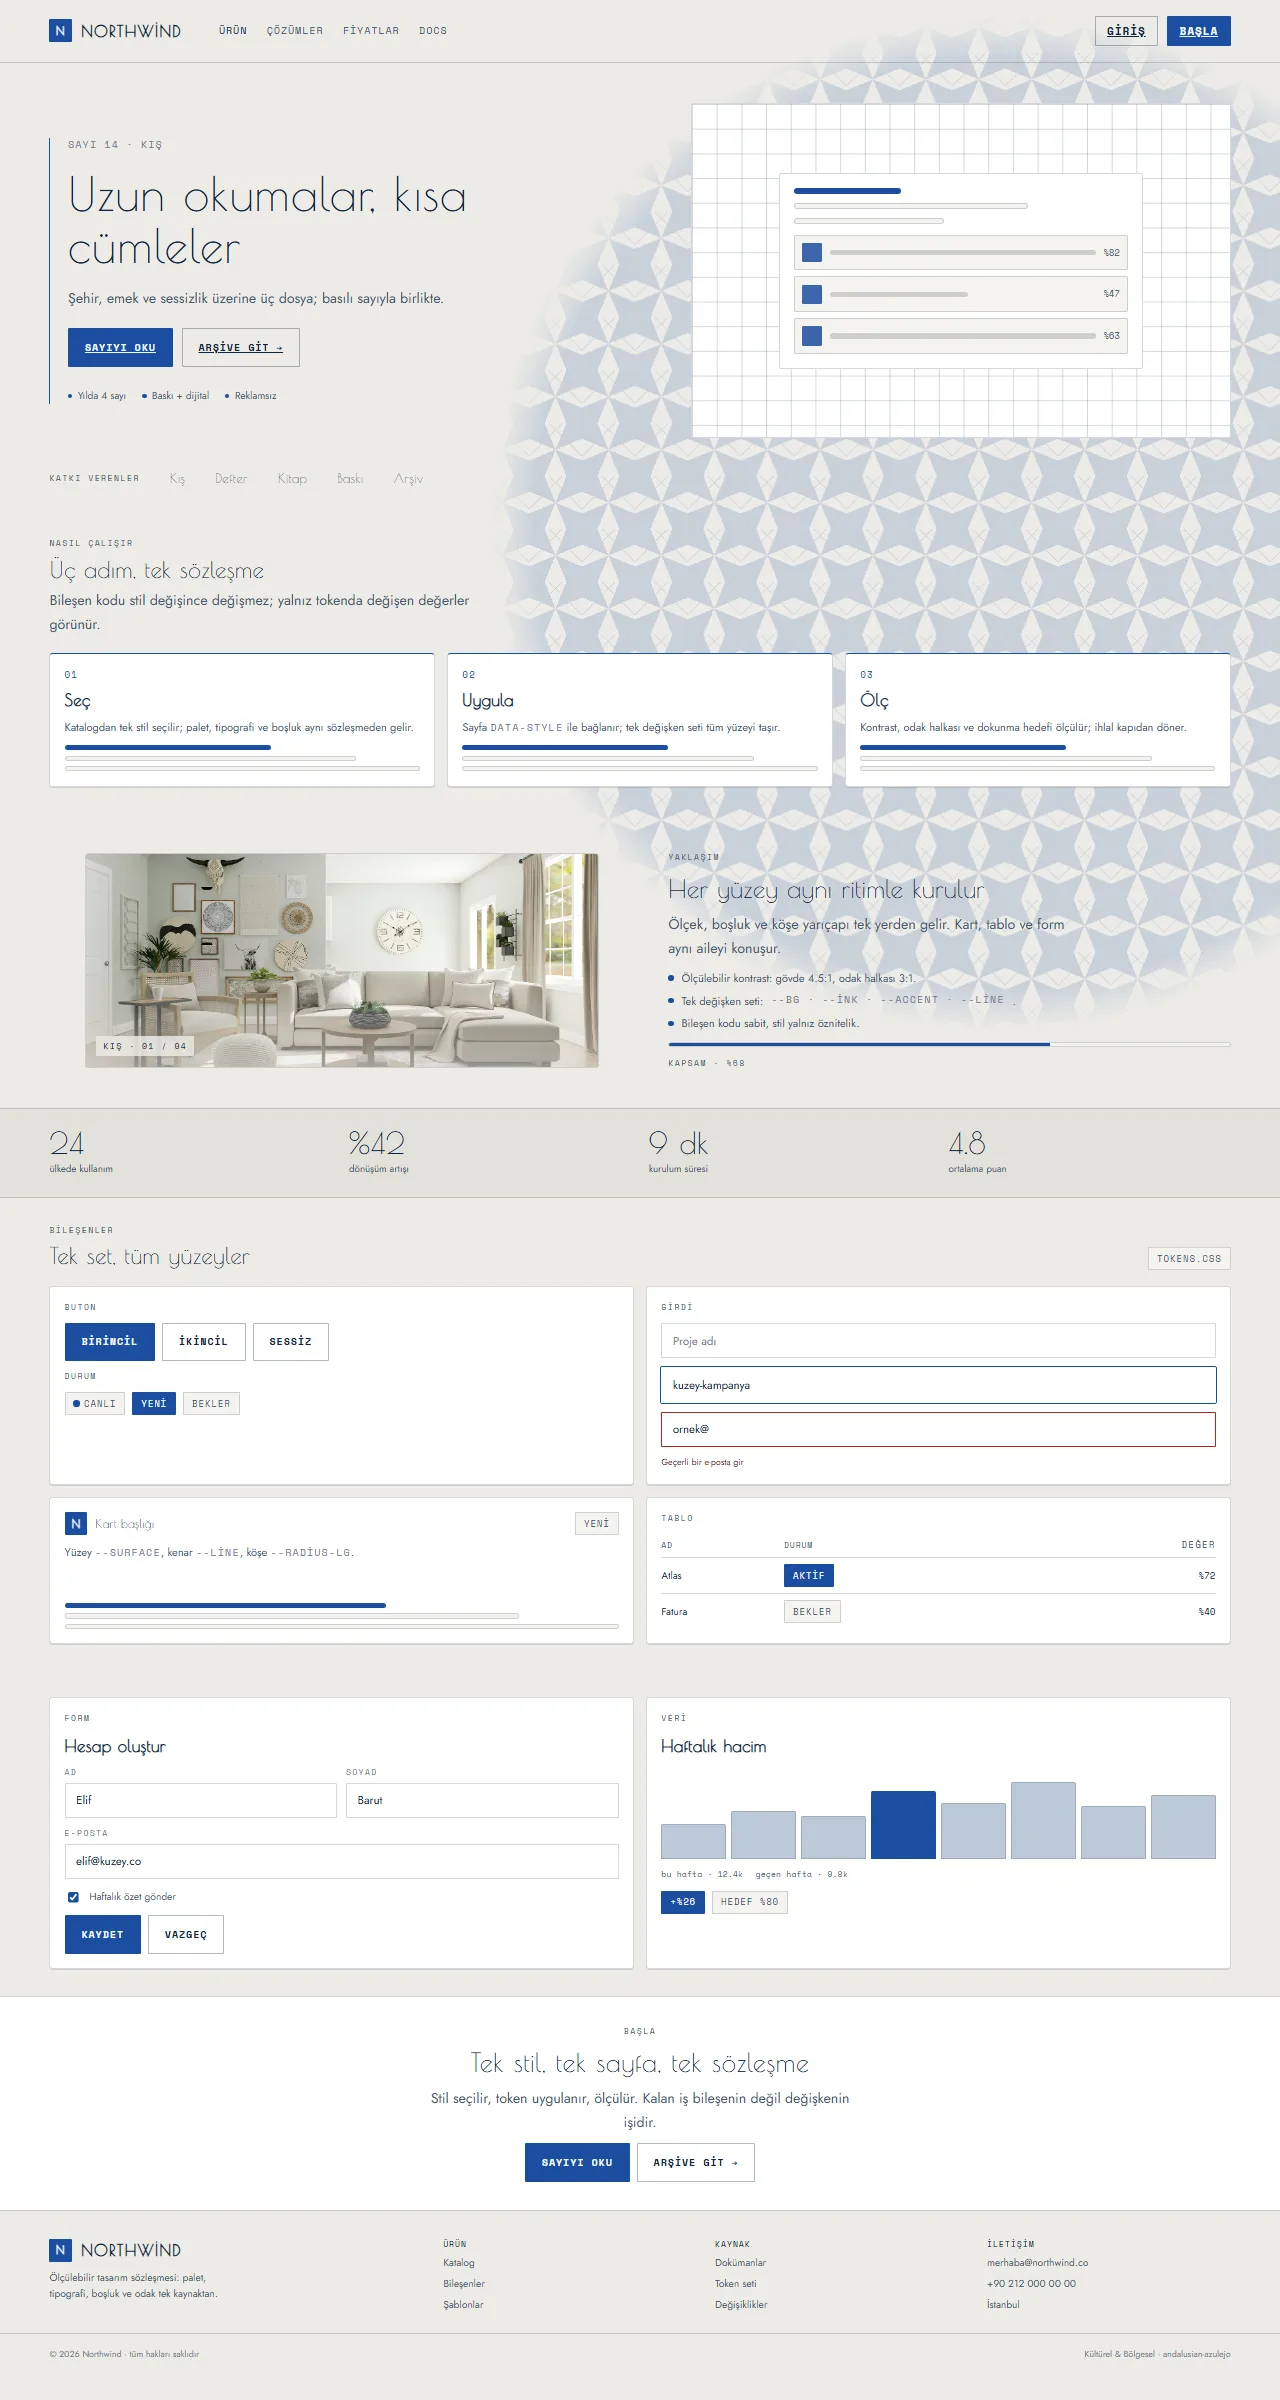 N NORTHWİND ÜRÜN ÇÖZÜMLER FİYATLAR DOCS GİRİŞ BAŞLA
SAYI 14 · KIŞ
Uzun okumalar, kısa
cümleler
Şehir, emek ve sessizlik üzerine üç dosya; basılı sayıyla birlikte.
SAYIYI OKU ARŞİVE GİT →
Yılda 4 sayı Baskı + dijital Reklamsız
%82
%47
%63
KATKI VERENLER Kış Defter Kitap Baskı Arşiv
NASIL ÇALIŞIR
Üç adım, tek sözleşme
Bileşen kodu stil değişince değişmez; yalnız tokenda değişen değerler
görünür.
01
Seç
Katalogdan tek stil seçilir; palet, tipografi ve boşluk aynı sözleşmeden gelir.
02
Uygula
Sayfa DATA-STYLE ile bağlanır; tek değişken seti tüm yüzeyi taşır.
03
Ölç
Kontrast, odak halkası ve dokunma hedefi ölçülür; ihlal kapıdan döner.
KIŞ · 01 / 04
YAKLAŞIM
Her yüzey aynı ritimle kurulur
Ölçek, boşluk ve köşe yarıçapı tek yerden gelir. Kart, tablo ve form
aynı aileyi konuşur.
Ölçülebilir kontrast: gövde 4.5:1, odak halkası 3:1.
Tek değişken seti: --BG · --İNK · --ACCENT · --LİNE .
Bileşen kodu sabit, stil yalnız öznitelik.
KAPSAM · %68
24
ülkede kullanım
%42
dönüşüm artışı
9 dk
kurulum süresi
4.8
ortalama puan
BİLEŞENLER
Tek set, tüm yüzeyler
TOKENS.CSS
BUTON
BİRİNCİL İKİNCİL SESSİZ
DURUM
CANLI YENİ BEKLER
GİRDİ
Proje adı
kuzey-kampanya
ornek@
Geçerli bir e-posta gir
N Kart başlığı YENİ
Yüzey --SURFACE, kenar --LİNE, köşe --RADİUS-LG.
TABLO
AD DURUM DEĞER
Atlas AKTİF %72
Fatura BEKLER %40
FORM
Hesap oluştur
AD SOYAD
Elif Barut
E-POSTA
elif@kuzey.co
Haftalık özet gönder
KAYDET VAZGEÇ
VERİ
Haftalık hacim
bu hafta · 12.4k geçen hafta · 9.8k
+%26 HEDEF %80
BAŞLA
Tek stil, tek sayfa, tek sözleşme
Stil seçilir, token uygulanır, ölçülür. Kalan iş bileşenin değil değişkenin
işidir.
SAYIYI OKU ARŞİVE GİT →
N NORTHWİND
Ölçülebilir tasarım sözleşmesi: palet,
tipografi, boşluk ve odak tek kaynaktan.
ÜRÜN
Katalog
Bileşenler
Şablonlar
KAYNAK
Dokümanlar
Token seti
Değişiklikler
İLETİŞİM
merhaba@northwind.co
+90 212 000 00 00
İstanbul
© 2026 Northwind · tüm hakları saklıdır
Kültürel & Bölgesel · andalusian-azulejo